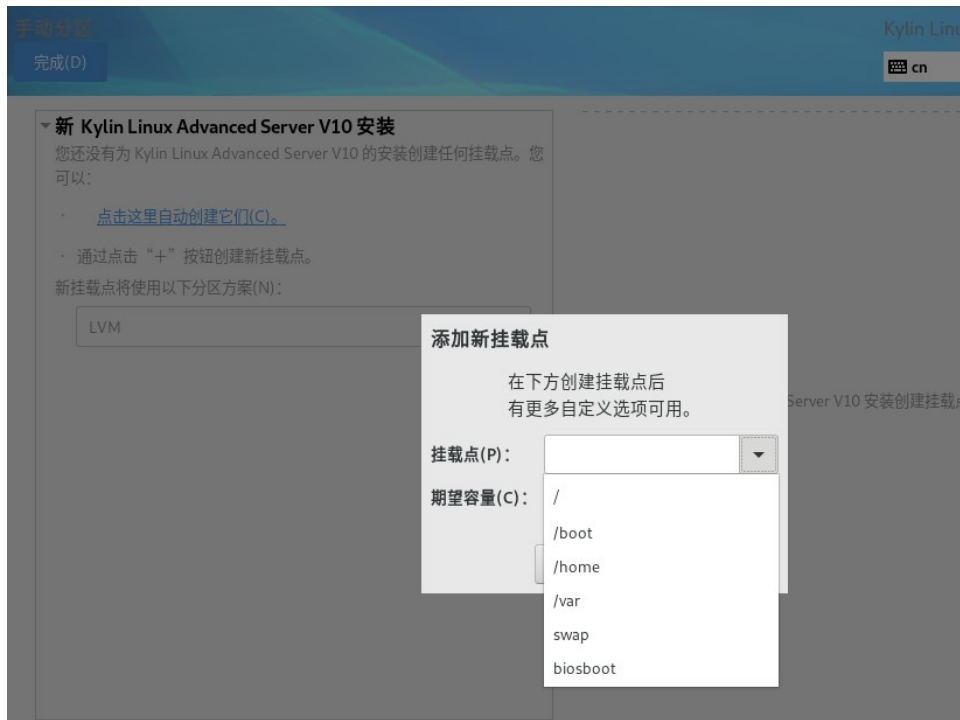 手动分区
完成(D)
Kylin Linu
cn
新 Kylin Linux Advanced Server V10 安装
您还没有为 Kylin Linux Advanced Server V10 的安装创建任何挂载点。您
可以：
· 点击这里自动创建它们(C)。
· 通过点击“+”按钮创建新挂载点。
新挂载点将使用以下分区方案(N)：
LVM
添加新挂载点
在下方创建挂载点后
有更多自定义选项可用。
Server V10 安装创建挂载
挂载点(P)：
期望容量(C)：
/
/boot
/home
/var
swap
biosboot